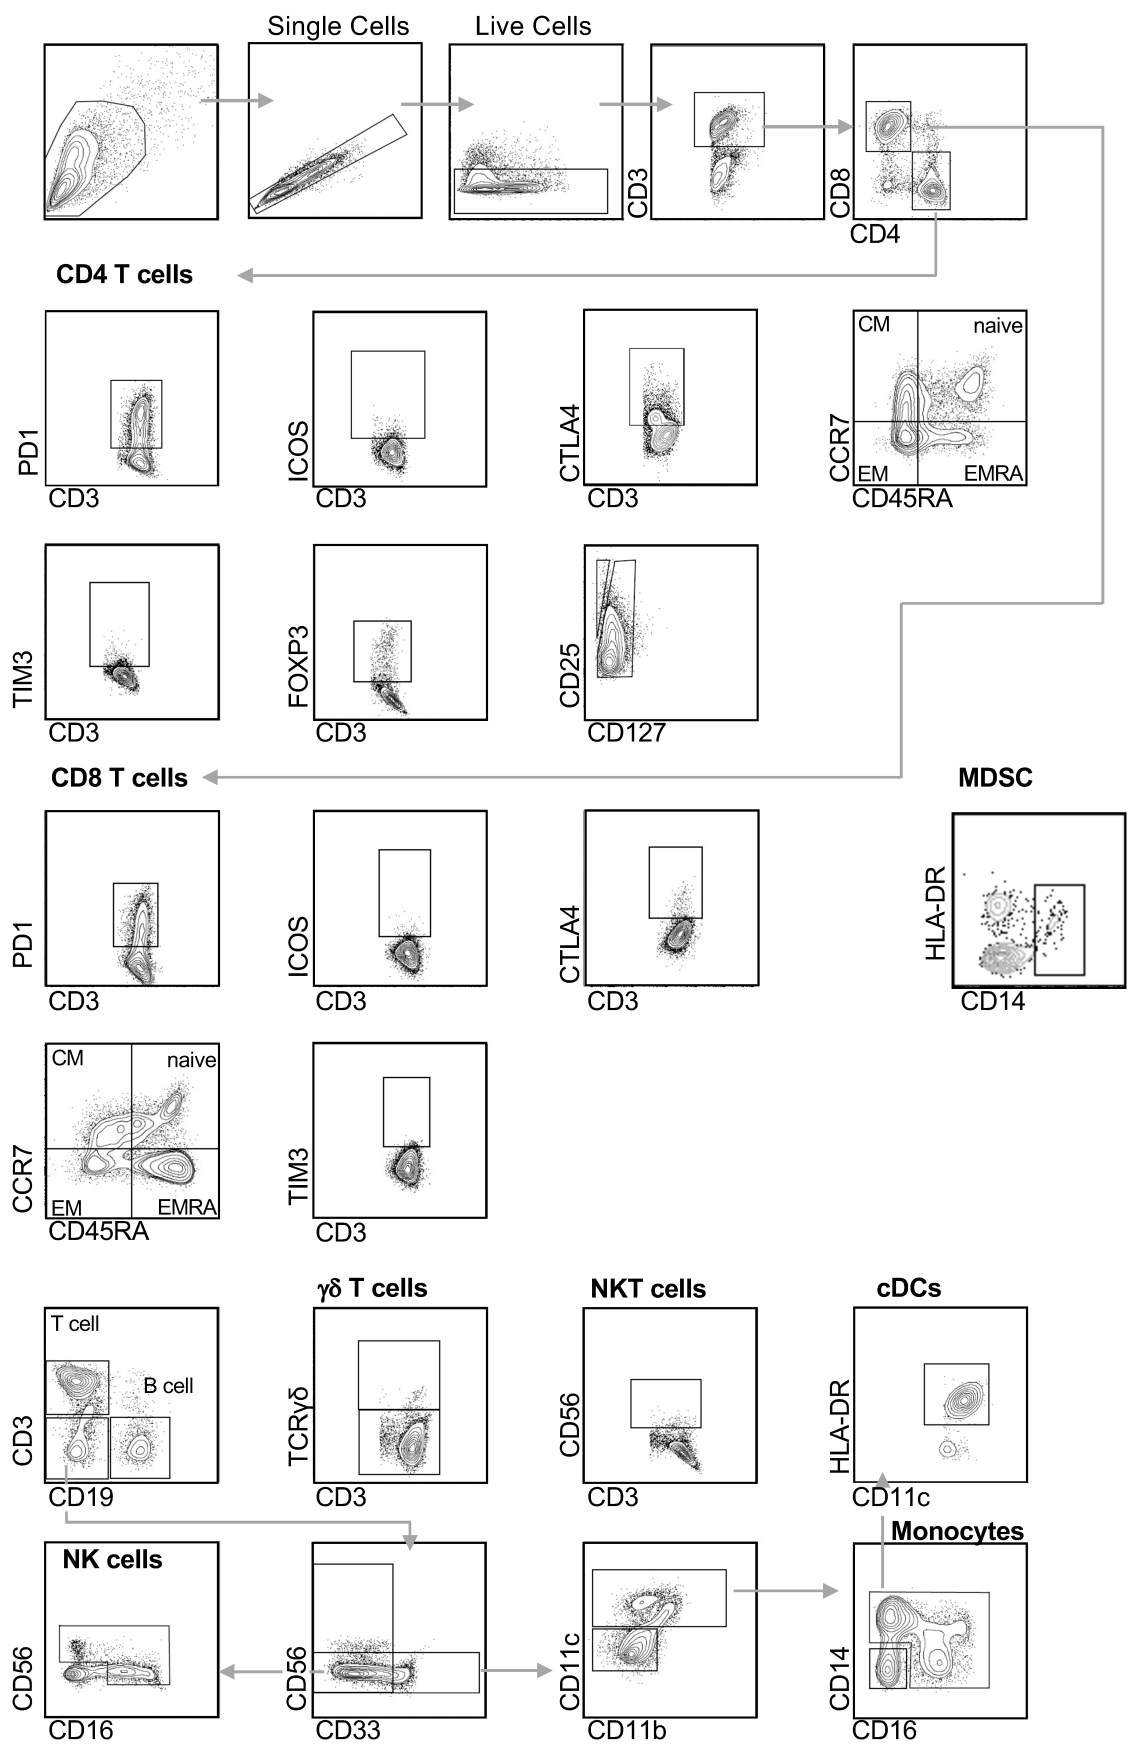 Single Cells
Live Cells
CD3
CD8
CD4
CD4 T cells
PD1
CD3
ICOS
CD3
CTLA4
CD3
CM
naive
CCR7
EM
EMRA
CD45RA
TIM3
CD3
FOXP3
CD3
CD25
CD127
CD8 T cells
MDSC
PD1
CD3
ICOS
CD3
CTLA4
CD3
HLA-DR
CD14
CM
naive
CCR7
EM
EMRA
CD45RA
TIM3
CD3
γδ T cells
NKT cells
cDCs
T cell
B cell
CD3
CD19
TCRγδ
CD3
CD56
CD3
HLA-DR
CD11c
Monocytes
NK cells
CD56
CD16
CD56
CD33
CD11c
CD11b
CD14
CD16